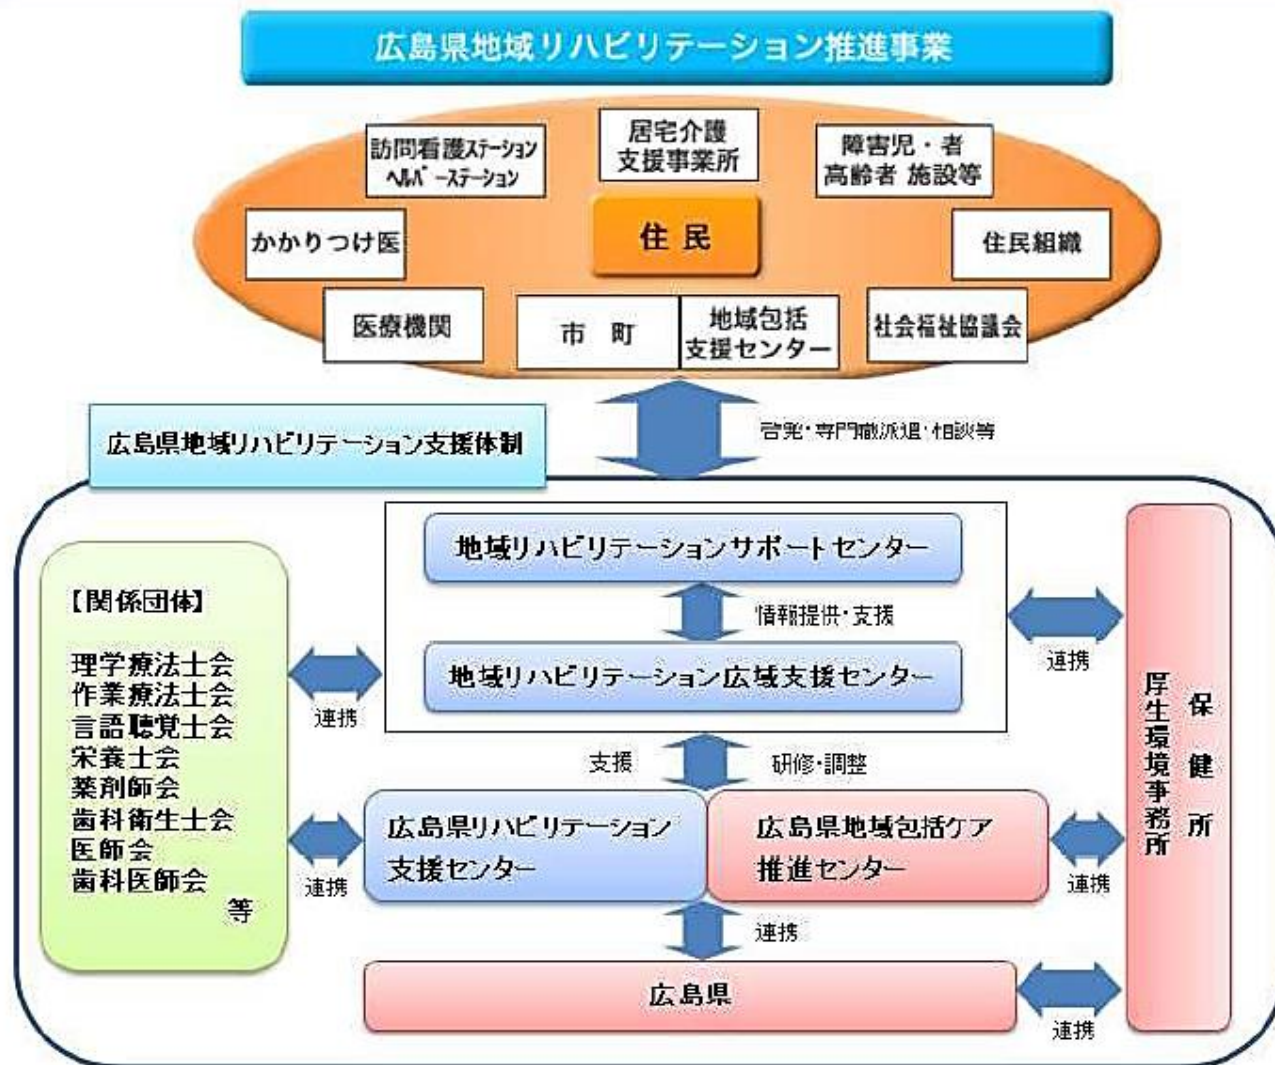 広島県地域リハビリテーション推進事業
訪問看護ステーション
ヘルパーステーション
居宅介護
支援事業所
障害児・者
高齢者 施設等
かかりつけ医
住 民
住民組織
医療機関
市 町
地域包括
支援センター
社会福祉協議会
広島県地域リハビリテーション支援体制
啓発・専門職派遣・相談等
地域リハビリテーションサポートセンター
情報提供・支援
地域リハビリテーション広域支援センター
【関係団体】
理学療法士会
作業療法士会
言語聴覚士会
栄養士会
薬剤師会
歯科衛生士会
医師会
歯科医師会
等
連携
連携
支援
研修・調整
広島県リハビリテーション
支援センター
広島県地域包括ケア
推進センター
連携
連携
連携
広島県
連携
保健所
厚生環境事務所